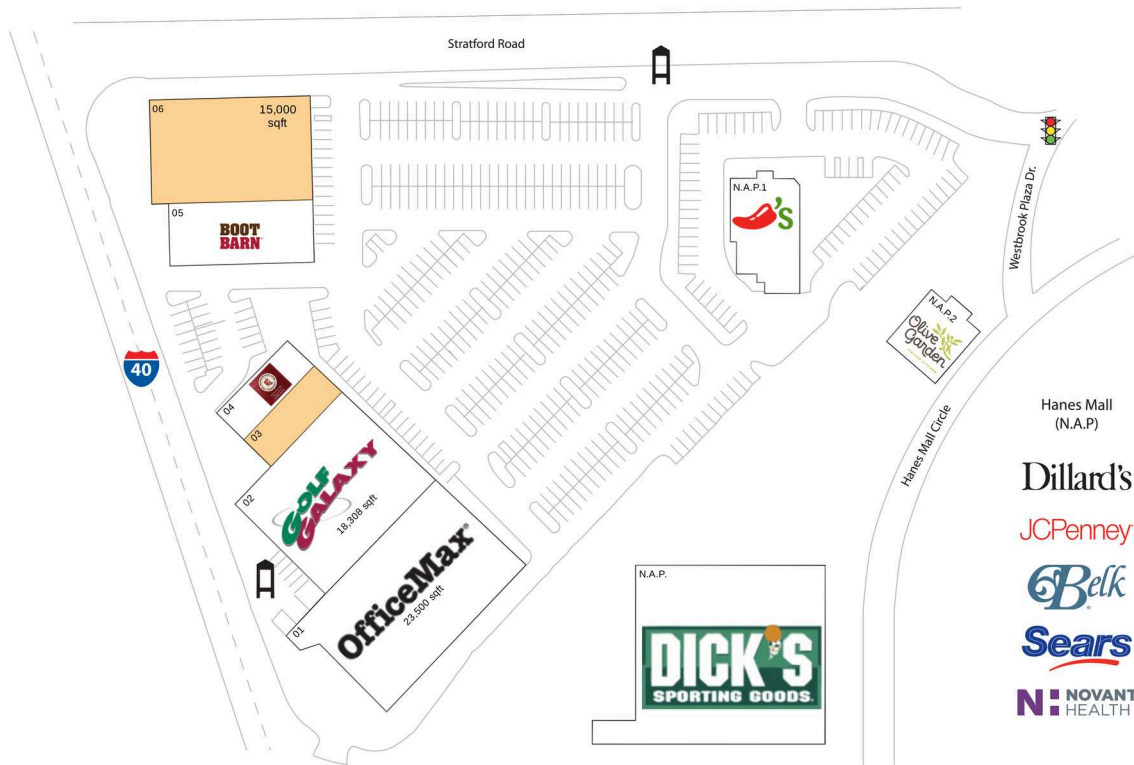 Stratford Road
06
15,000
sqft
05
BOOT
BARN
N.A.P.1
'S
Westbrook Plaza Dr.
N.A.P.2
Olive
Garden
40
04
03
02
GOLF
GALAXY
18,308 sqft
01
OfficeMax®
23,500 sqft
Hanes Mall Circle
N.A.P.
DICK'S
SPORTING GOODS.
Hanes Mall
(N.A.P)
Dillard's
JCPenney
Belk
Sears
N:
NOVANT
HEALTH